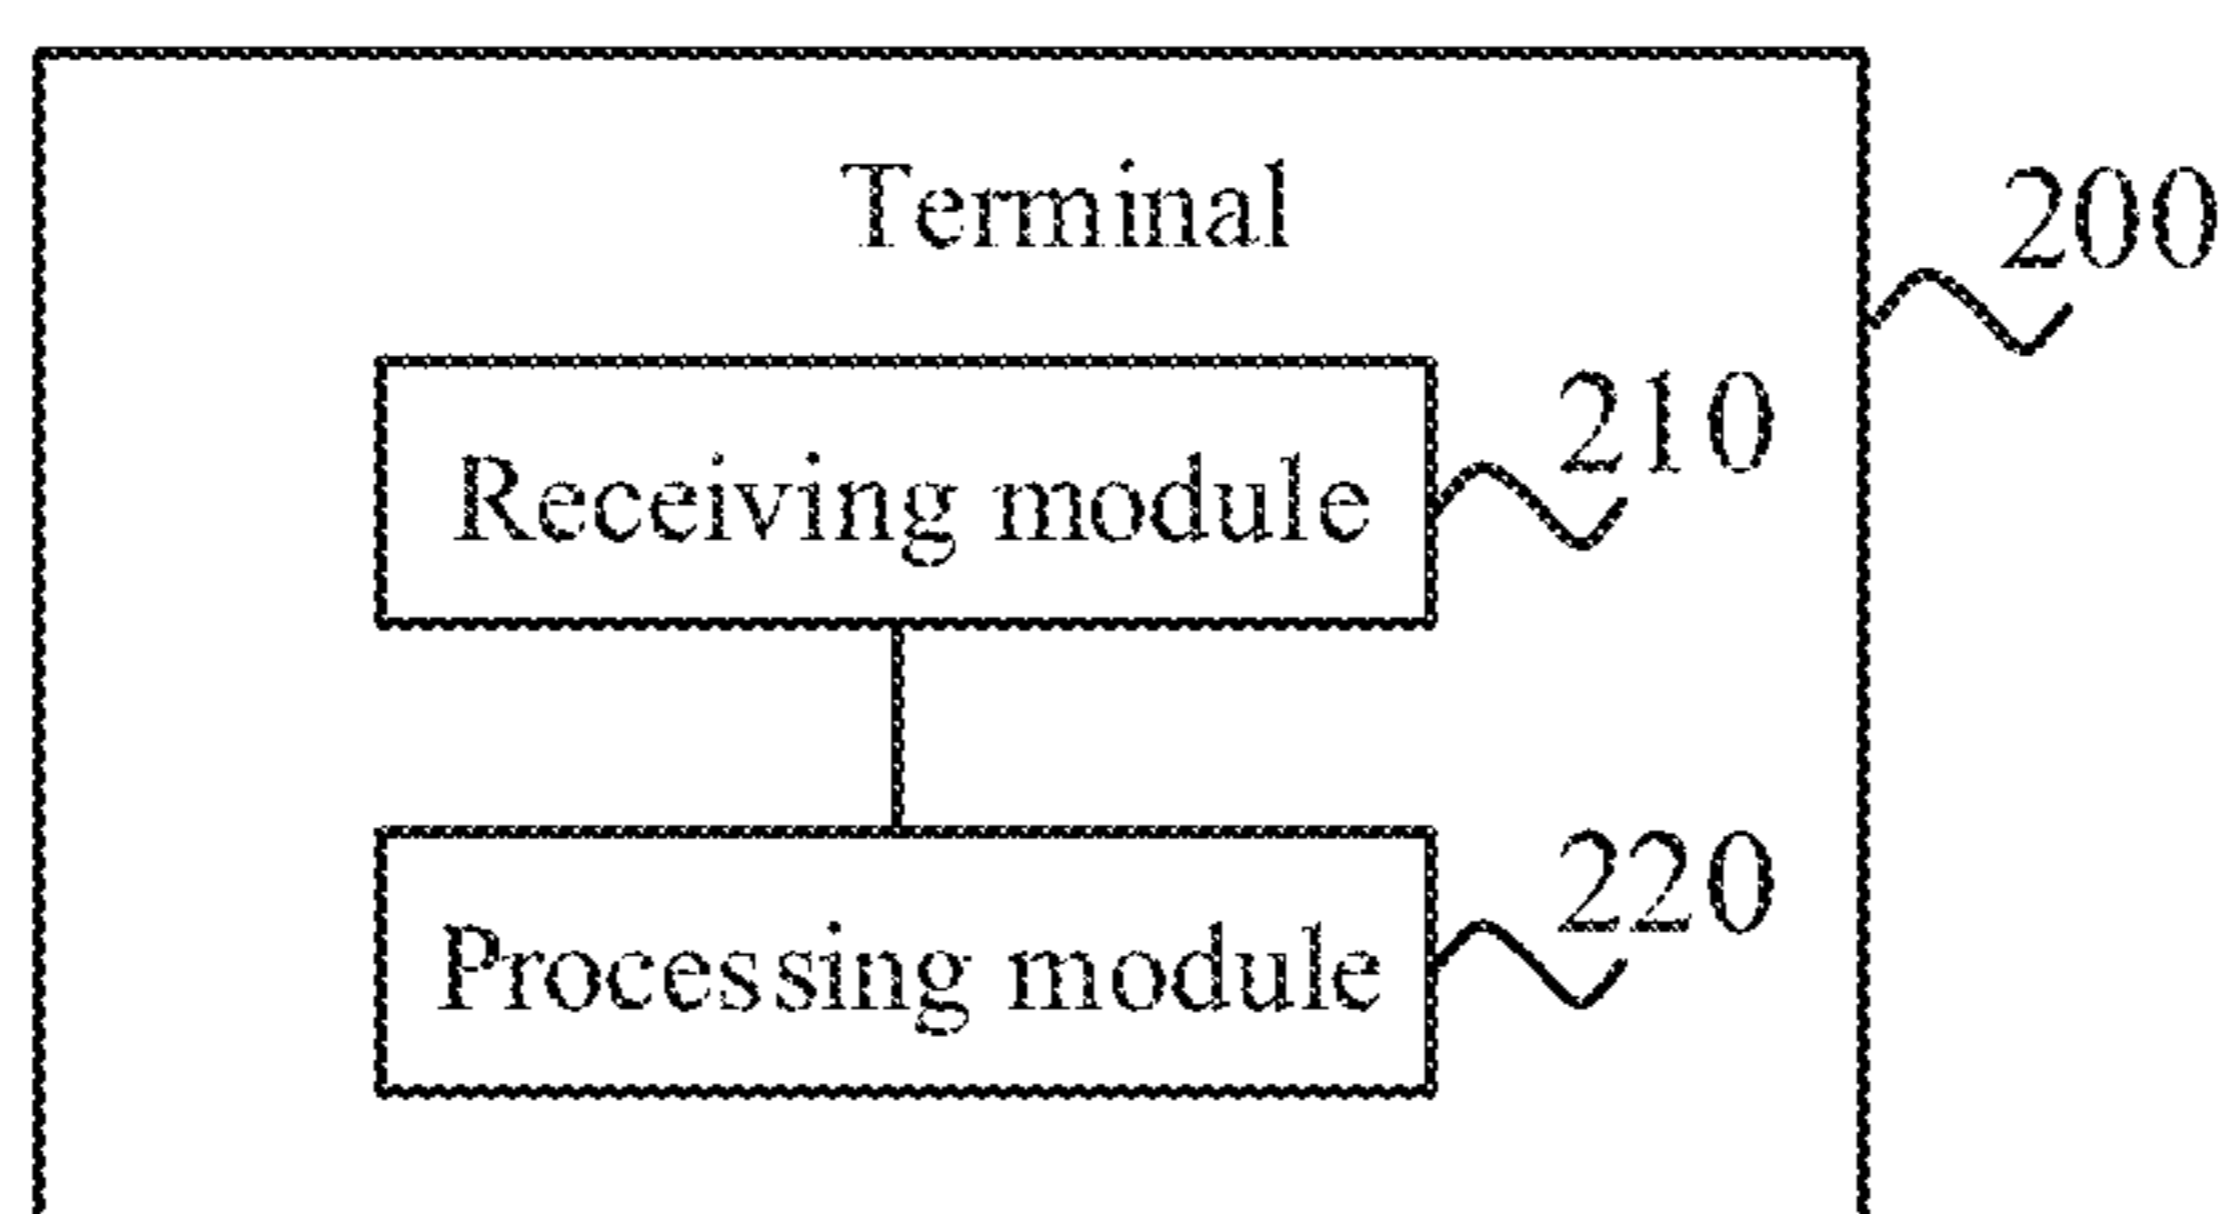 Terminal
200
Receiving module
210
Processing module
220